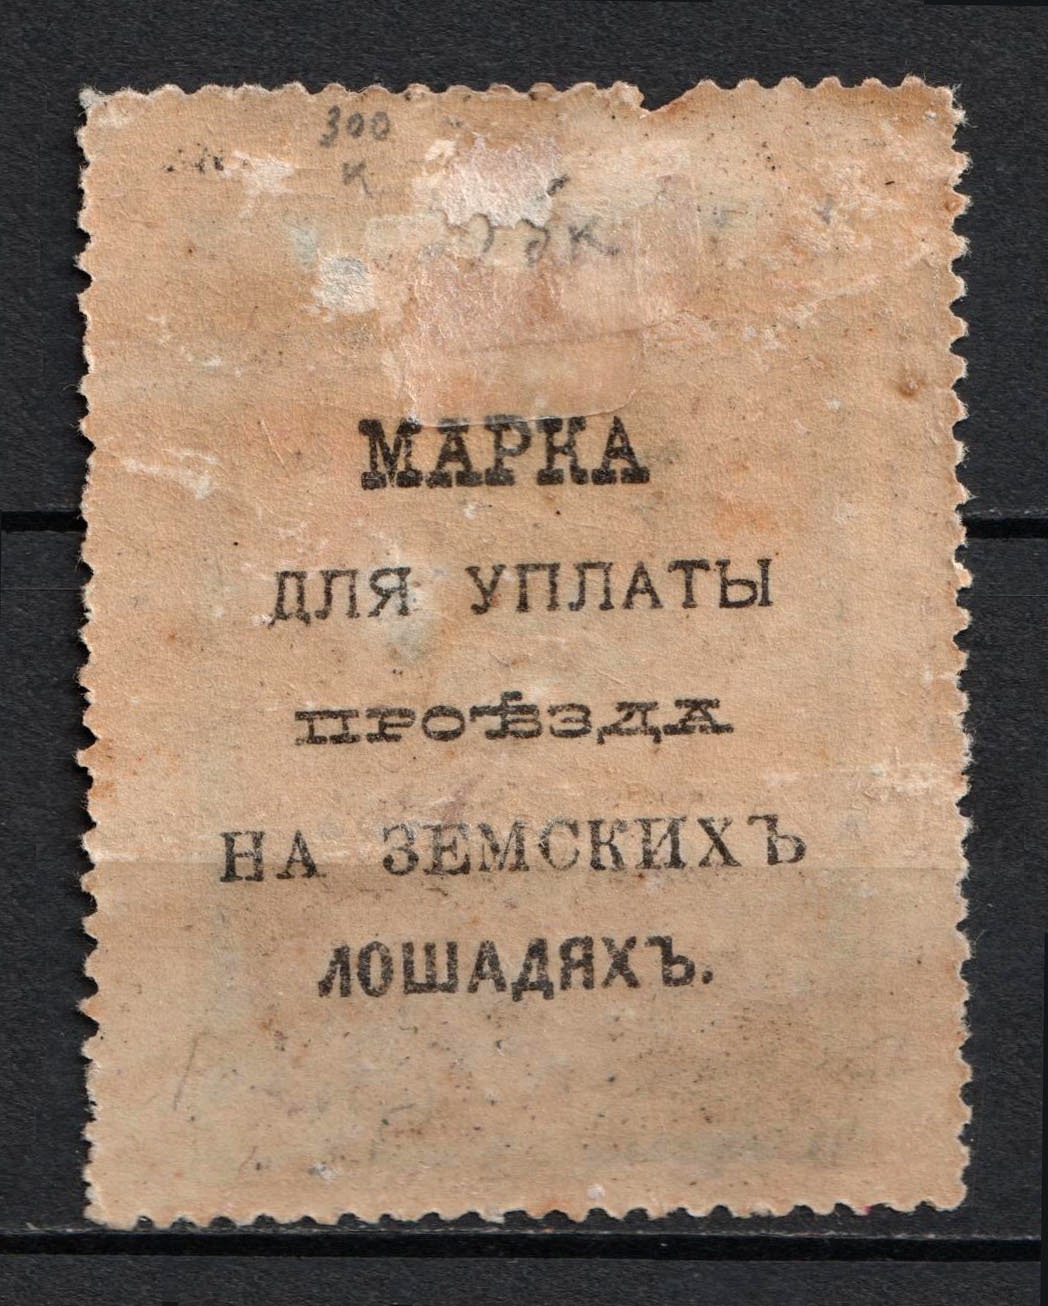 300
к
к
МАРКА
ДЛЯ УПЛАТЫ
ПРОѢЗДА
НА ЗЕМСКИХЪ
ЛОШАДЯХЪ.